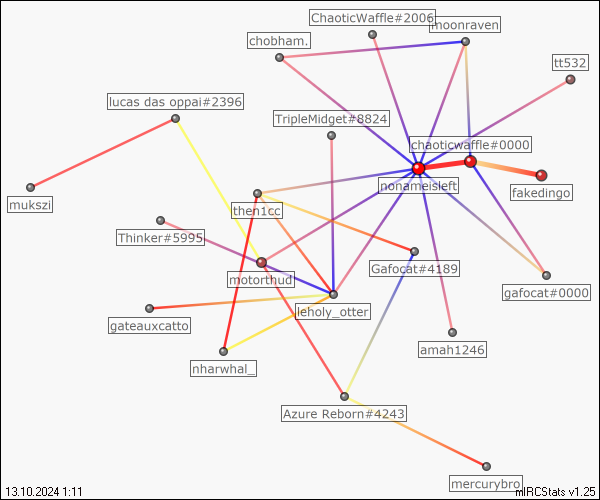 ChaoticWaffle#2006
moonraven
chobham.
tt532
lucas das oppai#2396
TripleMidget#8824
chaoticwaffle#0000
nonameisleft
fakedingo
mukszi
then1cc
Thinker#5995
Gafocat#4189
motorthud
gafocat#0000
ieholy_otter
gateauxcatto
amah1246
nharwhal_
Azure Reborn#4243
mercurybro
13.10.2024 1:11
mIRCStats v1.25